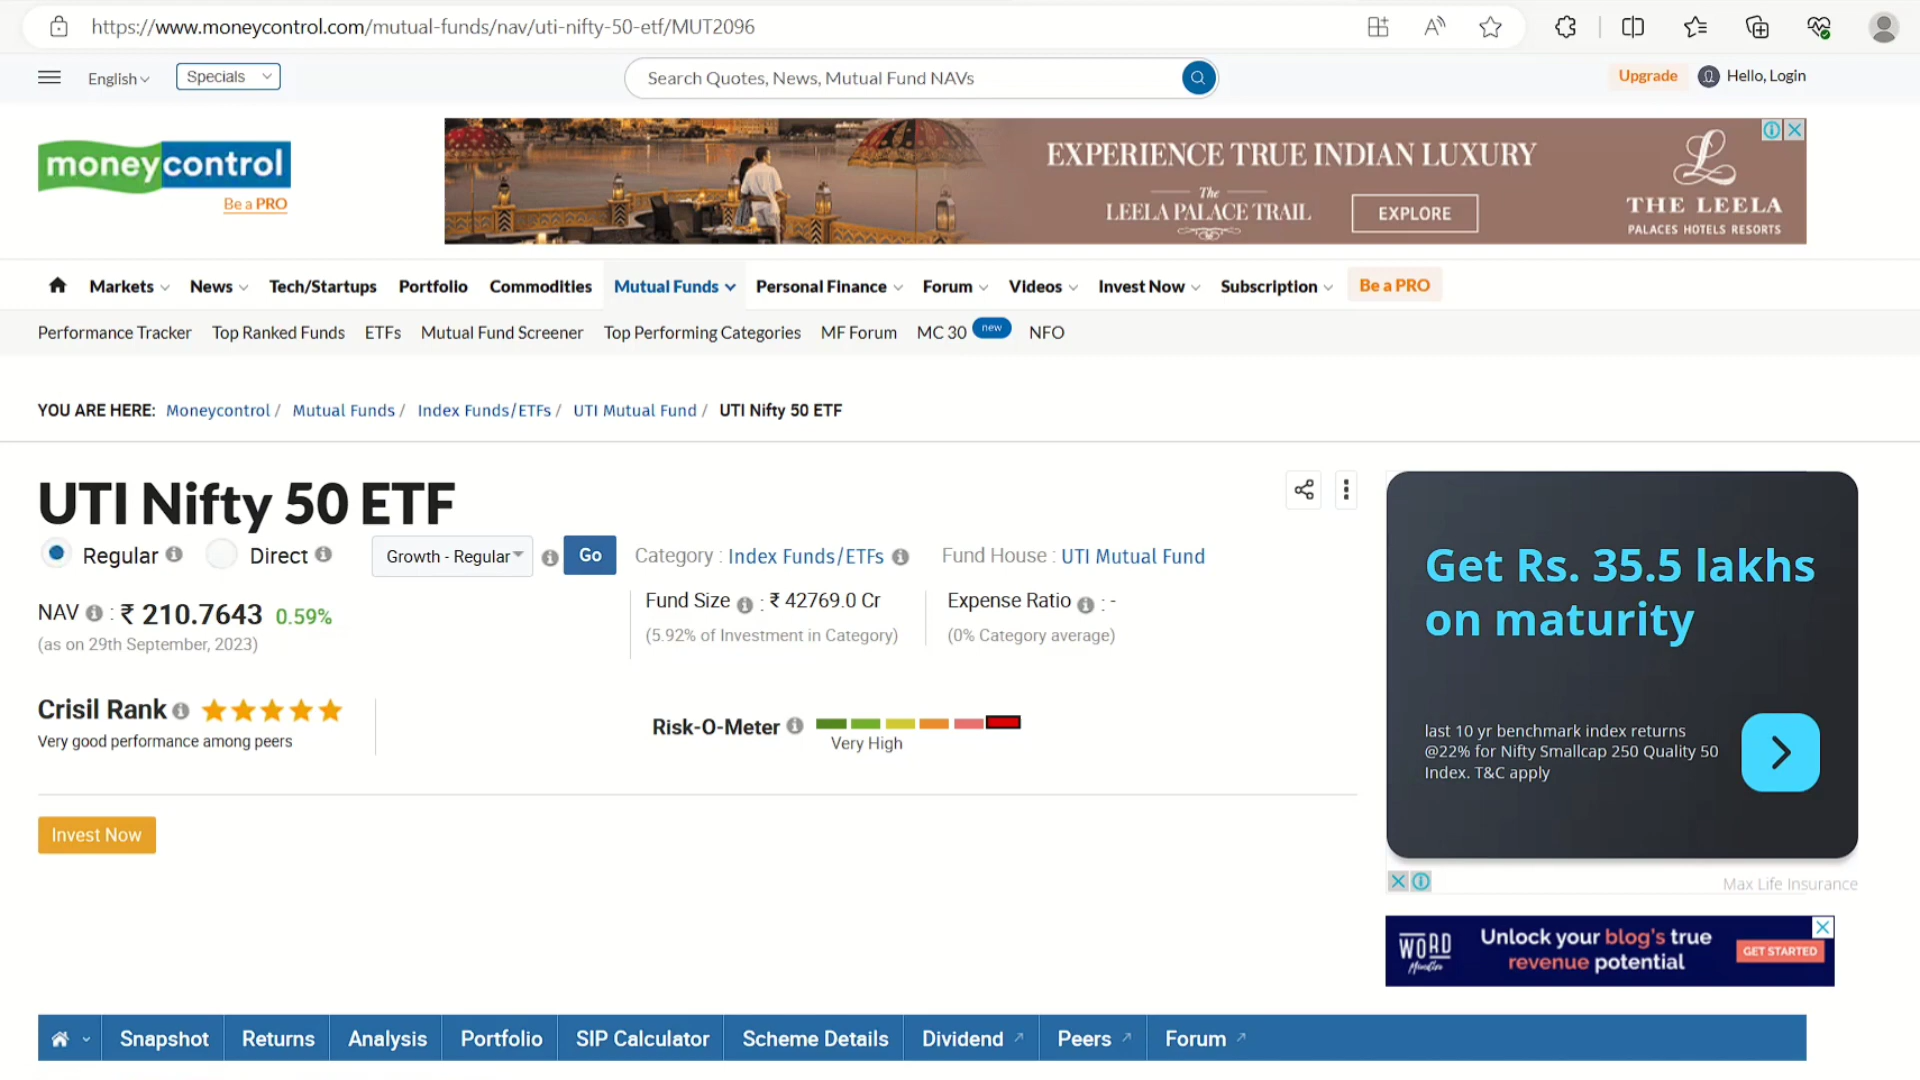 https://www.moneycontrol.com/mutual-funds/nav/uti-nifty-50-etf/MUT2096
English Specials Search Quotes, News, Mutual Fund NAVs Upgrade Hello, Login
moneycontrol
Be a PRO
EXPERIENCE TRUE INDIAN LUXURY
The
LEELA PALACE TRAIL
EXPLORE
THE LEELA
PALACES HOTELS RESORTS
Markets News Tech/Startups Portfolio Commodities Mutual Funds Personal Finance Forum Videos Invest Now Subscription Be a PRO
Performance Tracker Top Ranked Funds ETFs Mutual Fund Screener Top Performing Categories MF Forum MC 30 new NFO
YOU ARE HERE: Moneycontrol / Mutual Funds / Index Funds/ETFs / UTI Mutual Fund / UTI Nifty 50 ETF
UTI Nifty 50 ETF
Regular Direct Growth - Regular Go Category : Index Funds/ETFs Fund House : UTI Mutual Fund
NAV : ₹ 210.7643 0.59%
(as on 29th September, 2023)
Fund Size : ₹ 42769.0 Cr
(5.92% of Investment in Category)
Expense Ratio : -
(0% Category average)
Crisil Rank
Very good performance among peers
Risk-O-Meter
Very High
Invest Now
Get Rs. 35.5 lakhs
on maturity
last 10 yr benchmark index returns
@22% for Nifty Smallcap 250 Quality 50
Index. T&C apply
Max Life Insurance
WORD
Unlock your blog's true
revenue potential
GET STARTED
Snapshot Returns Analysis Portfolio SIP Calculator Scheme Details Dividend Peers Forum